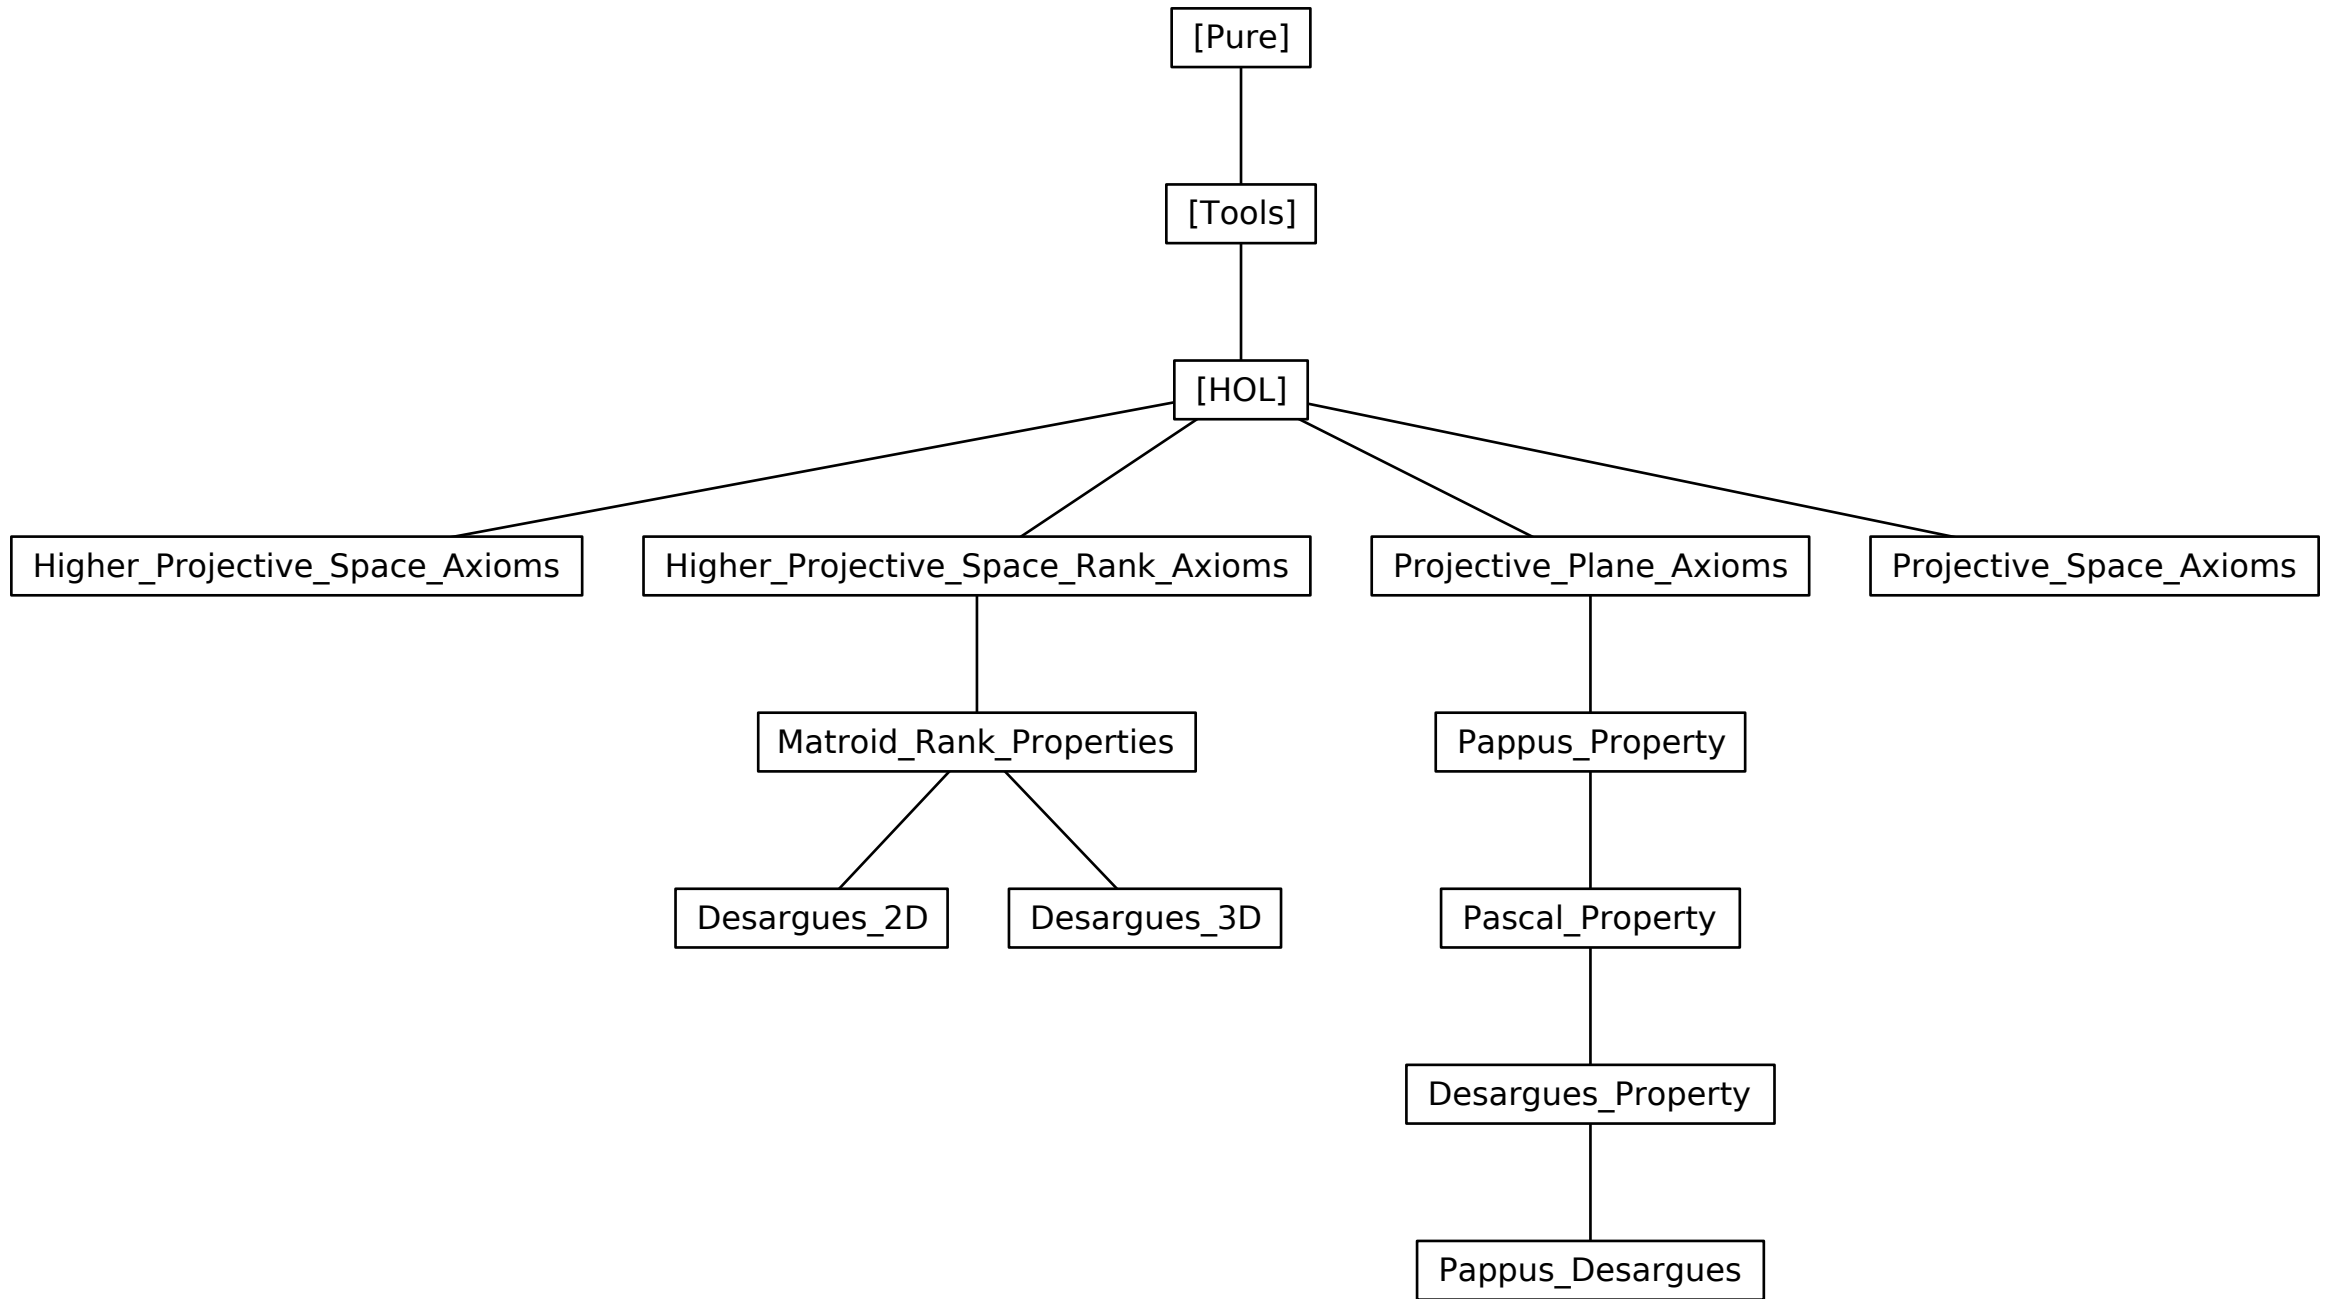 [Pure]
[Tools]
[HOL]
Higher_Projective_Space_Axioms
Higher_Projective_Space_Rank_Axioms
Projective_Plane_Axioms
Projective_Space_Axioms
Matroid_Rank_Properties
Pappus_Property
Desargues_2D
Desargues_3D
Pascal_Property
Desargues_Property
Pappus_Desargues